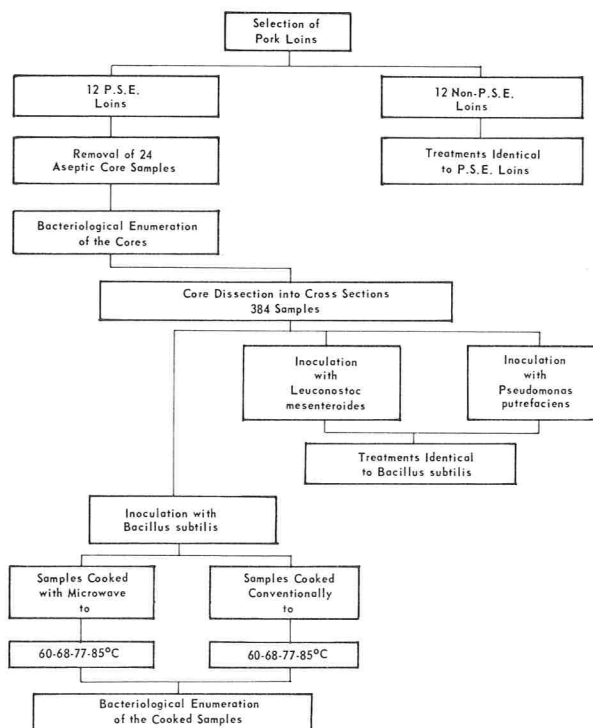 Selection of
Pork Loins
12 P.S.E.
Loins
12 Non-P.S.E.
Loins
Removal of 24
Aseptic Core Samples
Treatments Identical
to P.S.E. Loins
Bacteriological Enumeration
of the Cores
Core Dissection into Cross Sections
384 Samples
Inoculation
with
Leuconostoc
mesenteroides
Inoculation
with
Pseudomonas
putrefaciens
Treatments Identical
to Bacillus subtilis
Inoculation with
Bacillus subtilis
Samples Cooked
with Microwave
to
Samples Cooked
Conventionally
to
60-68-77-85°C
60-68-77-85°C
Bacteriological Enumeration
of the Cooked Samples